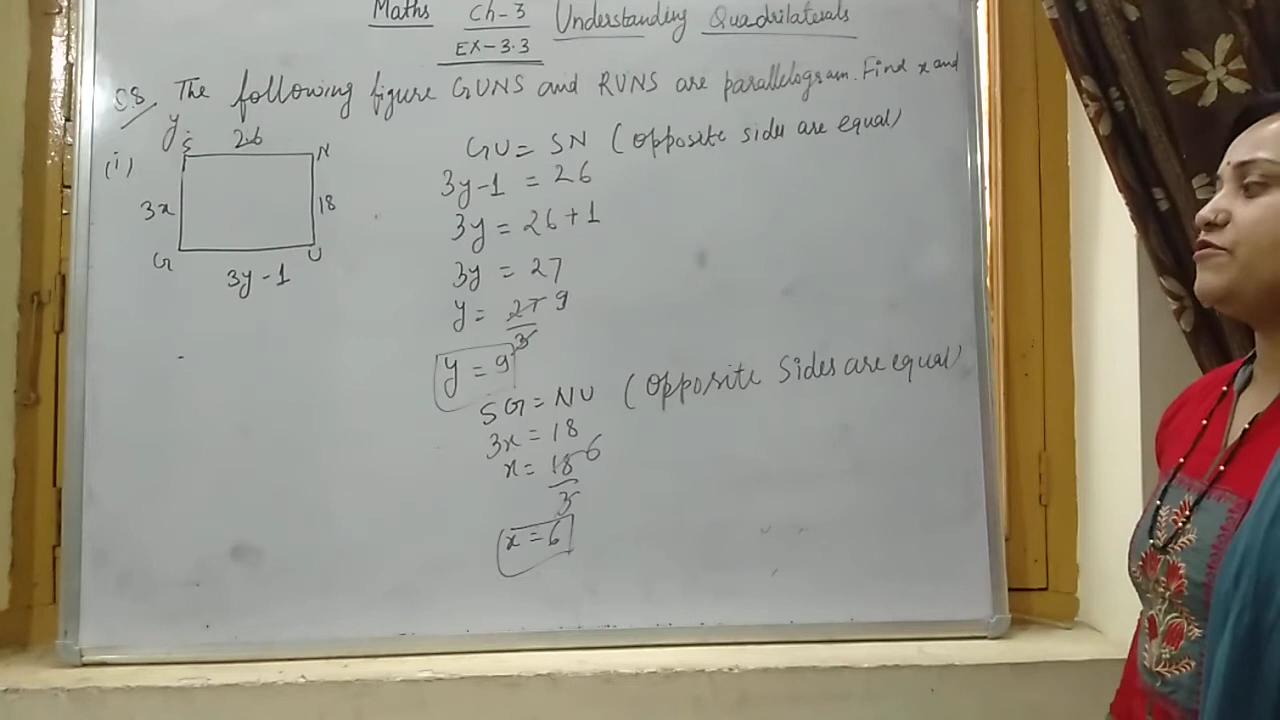 Maths Ch-3 Understanding Quadrilaterals
EX-3.3
Q8 The following figure GUNS and RUNS are parallelogram. Find x and
y.
(i)
S 26 N
3x 18
G U
3y-1
GU = SN (Opposite sides are equal)
3y-1 = 26
3y = 26+1
3y = 27
y = 27 9
3
y = 9
SG = NU (Opposite Sides are equal)
3x = 18
x = 18 6
3
x = 6